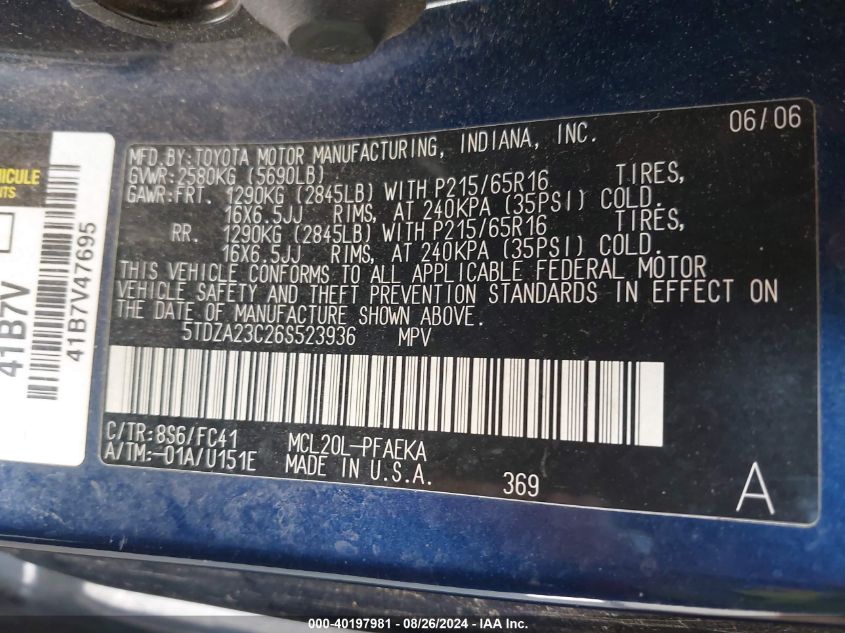 06/06
MFD.BY:TOYOTA MOTOR MANUFACTURING, INDIANA, INC.
GVWR:2580KG (5690LB)
GAWR:FRT. 1290KG (2845LB) WITH P215/65R16 TIRES,
16X6.5JJ RIMS, AT 240KPA (35PSI) COLD.
RR. 1290KG (2845LB) WITH P215/65R16 TIRES,
16X6.5JJ RIMS, AT 240KPA (35PSI) COLD.
THIS VEHICLE CONFORMS TO ALL APPLICABLE FEDERAL MOTOR
VEHICLE SAFETY AND THEFT PREVENTION STANDARDS IN EFFECT ON
THE DATE OF MANUFACTURE SHOWN ABOVE.
5TDZA23C26S523936 MPV
C/TR:8S6/FC41 MCL20L-PFAEKA
A/TM:-01A/U151E MADE IN U.S.A.
369
A
41B7V
41B7V47695
000-40197981 — 08/26/2024 — IAAI.COM